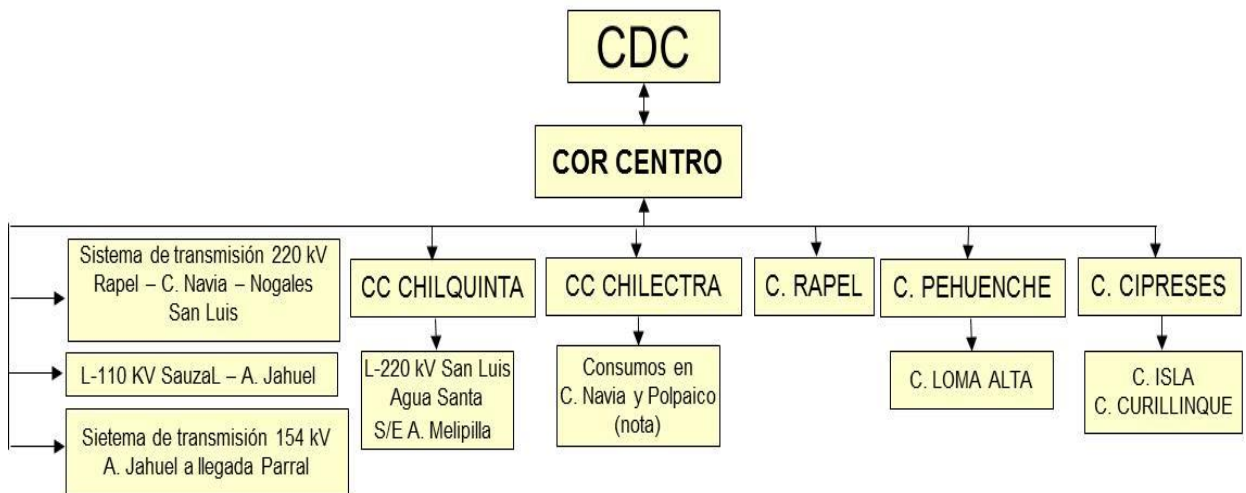 CDC
COR CENTRO
Sistema de transmisión 220 kV
Rapel – C. Navia – Nogales
San Luis
L-110 KV SauzaL – A. Jahuel
Sietema de transmisión 154 kV
A. Jahuel a llegada Parral
CC CHILQUINTA
L-220 kV San Luis
Agua Santa
S/E A. Melipilla
CC CHILECTRA
Consumos en
C. Navia y Polpaico
(nota)
C. RAPEL
C. PEHUENCHE
C. LOMA ALTA
C. CIPRESES
C. ISLA
C. CURILLINQUE